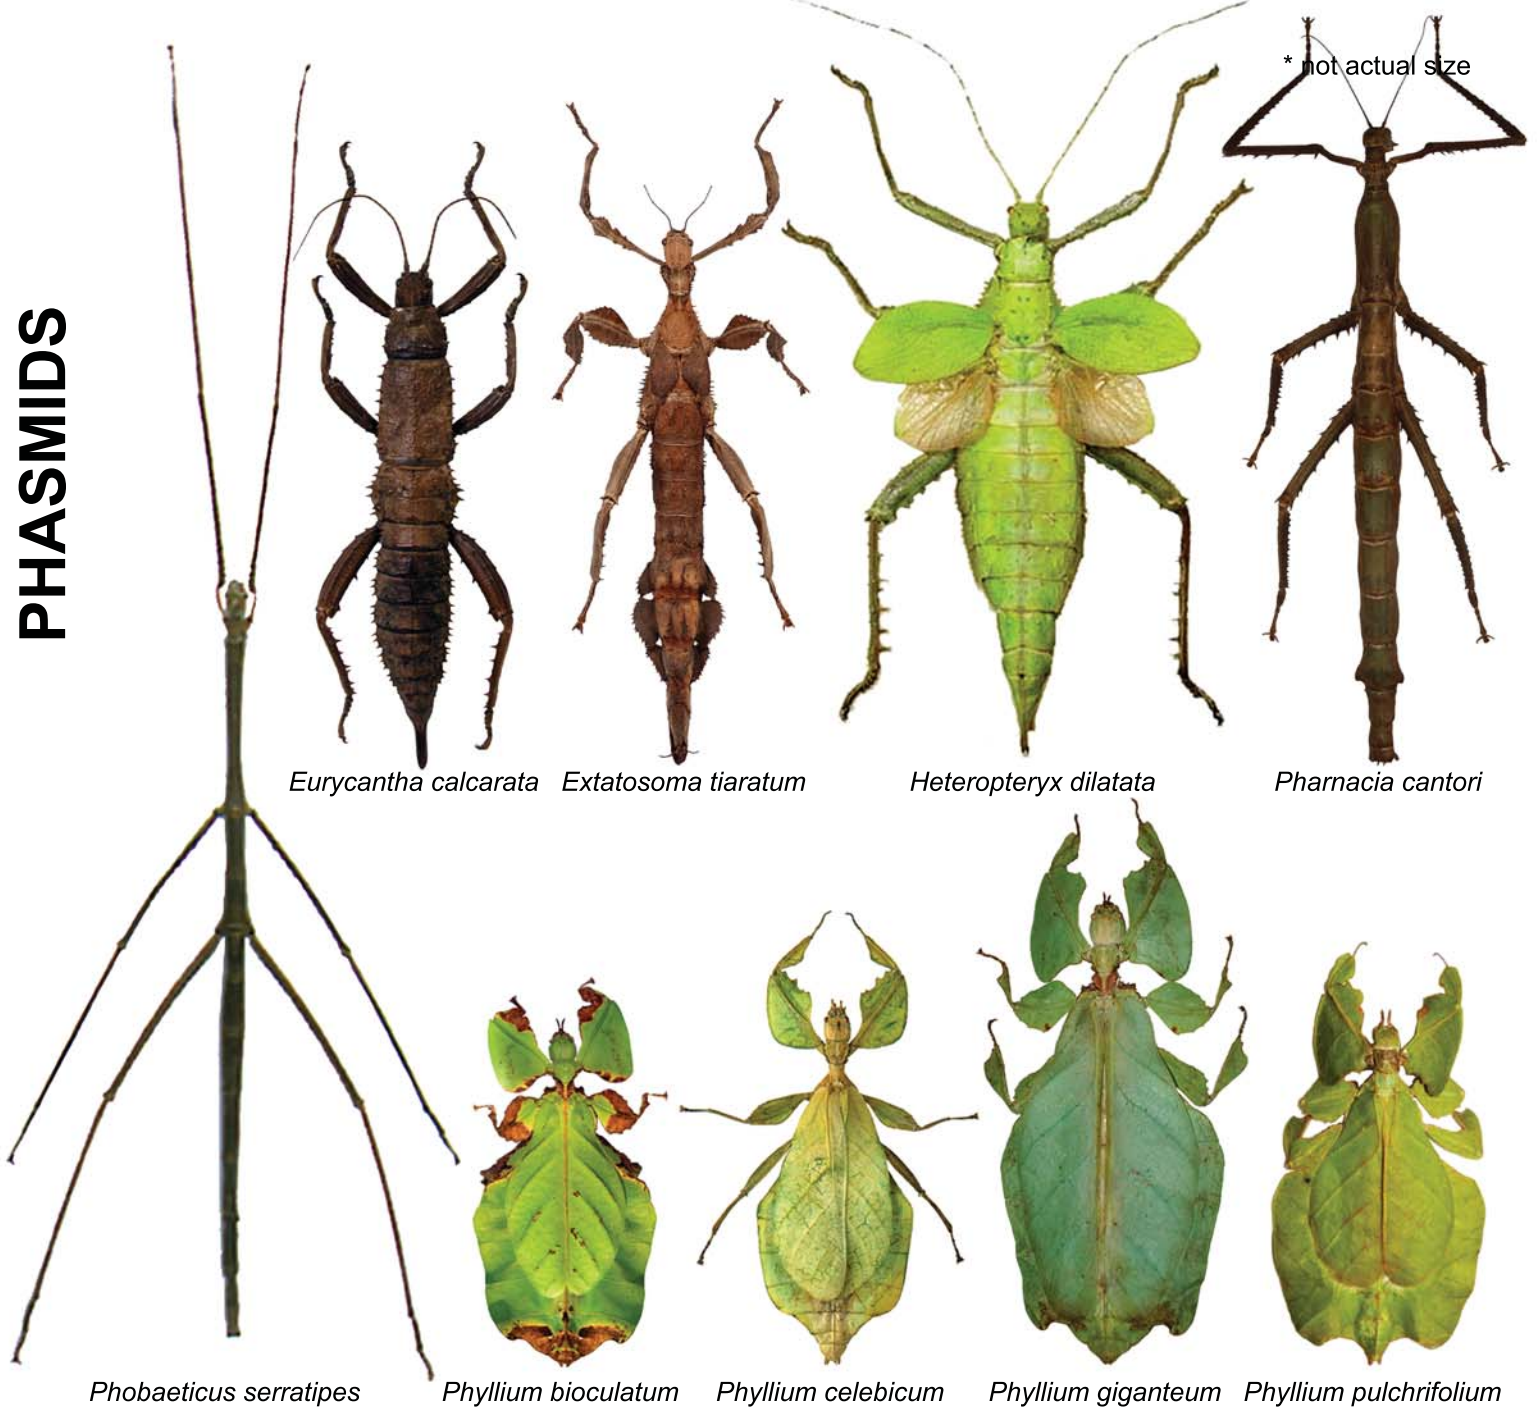 PHASMIDS
* not actual size
Eurycantha calcarata
Extatosoma tiaratum
Heteropteryx dilatata
Pharnacia cantori
Phobaeticus serratipes
Phyllium bioculatum
Phyllium celebicum
Phyllium giganteum
Phyllium pulchrifolium